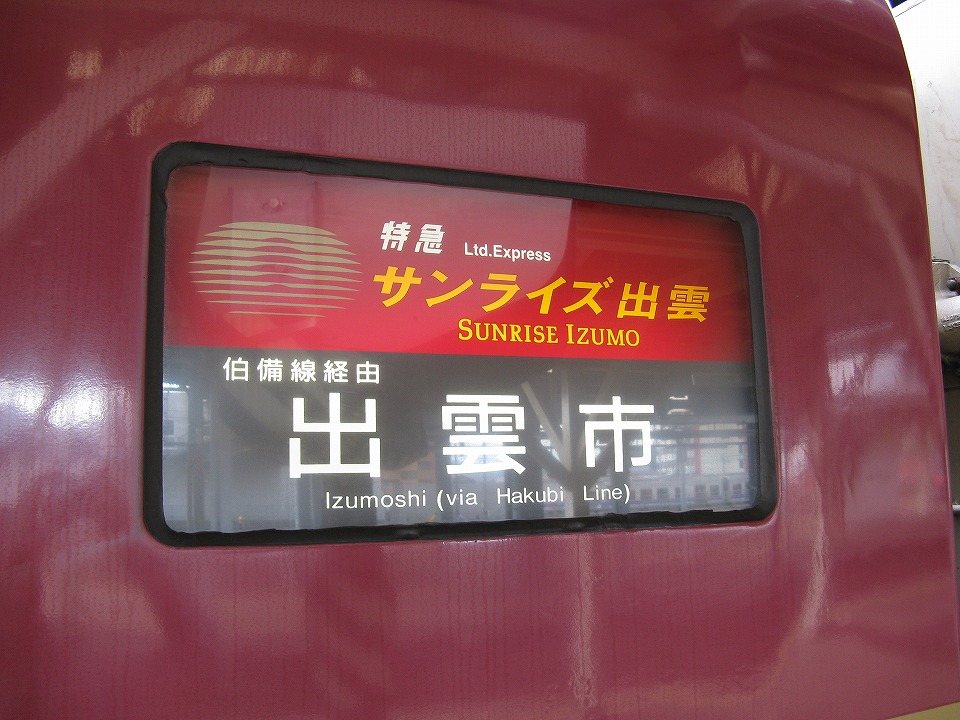 特急 Ltd.Express
サンライズ出雲
SUNRISE IZUMO
伯備線経由
出雲市
Izumoshi (via Hakubi Line)